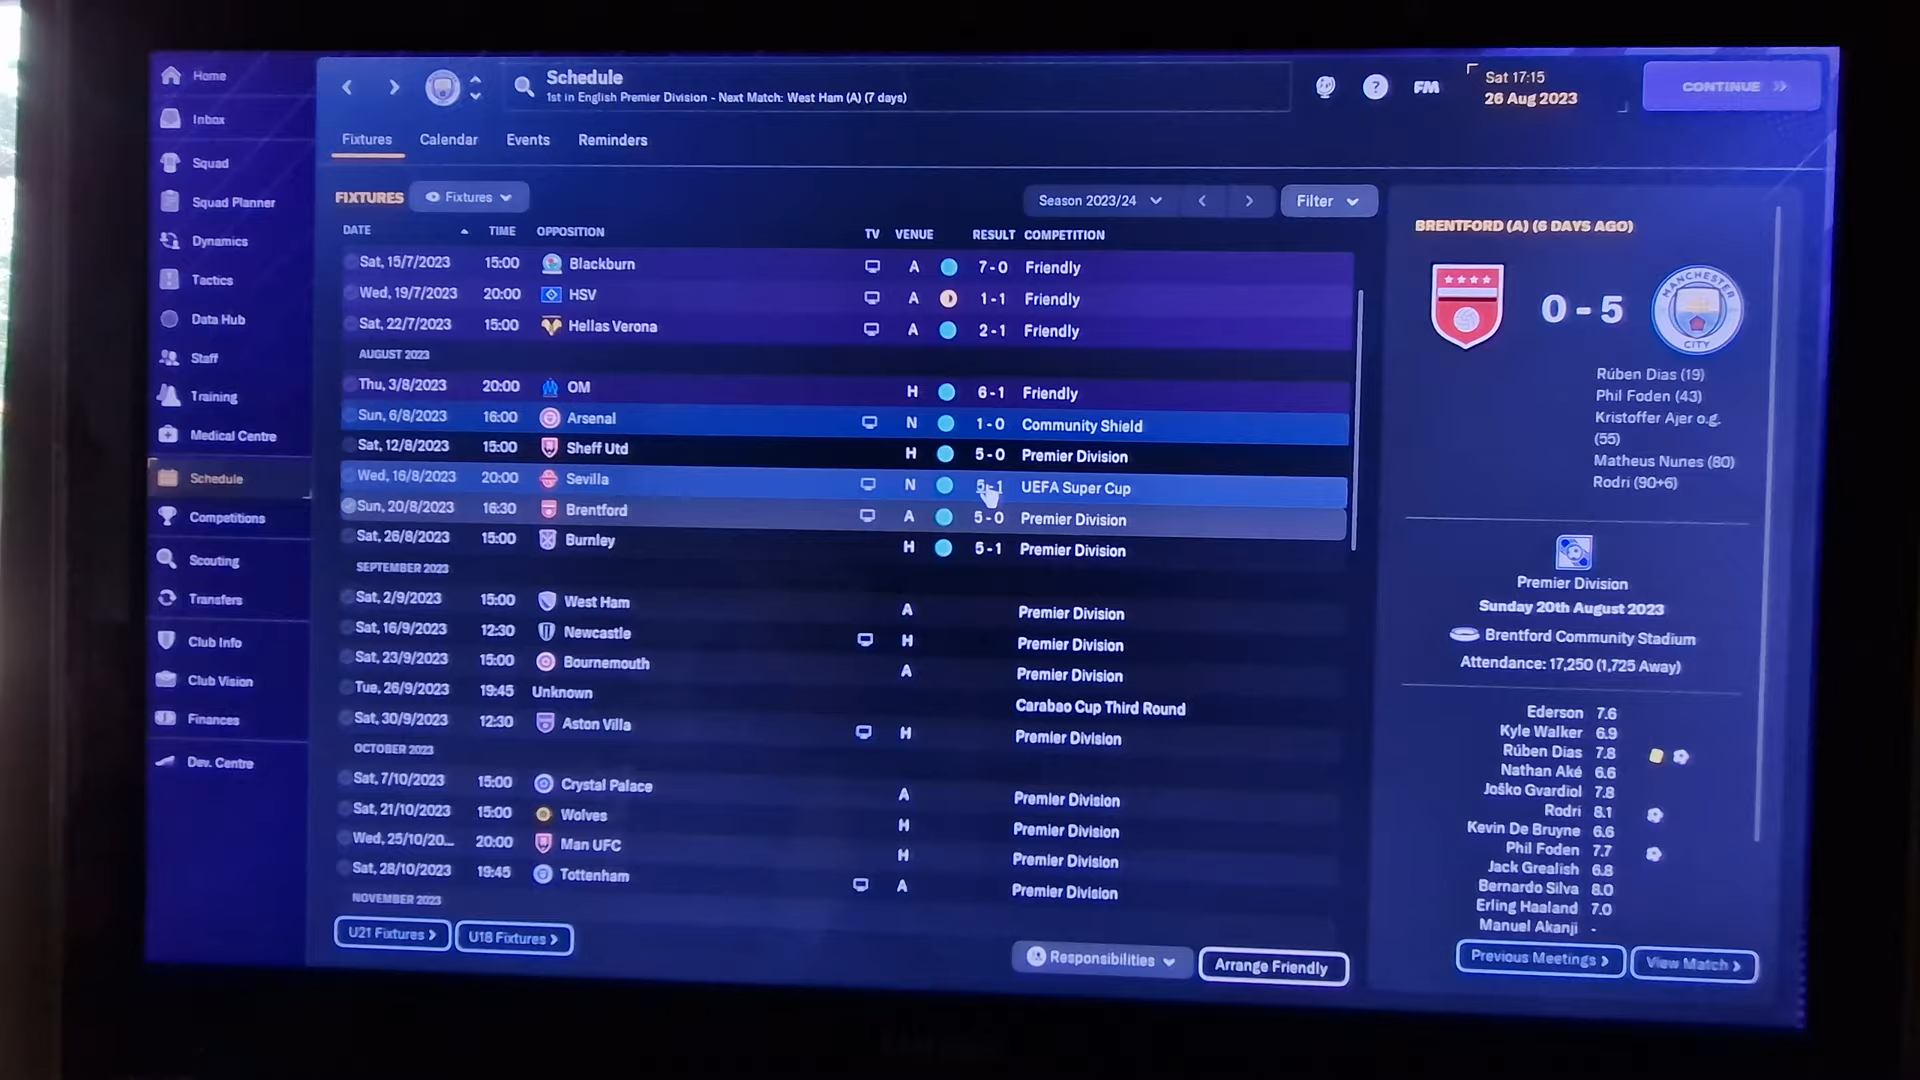 Home
Inbox
Squad
Squad Planner
Dynamics
Tactics
Data Hub
Staff
Training
Medical Centre
Schedule
Competitions
Scouting
Transfers
Club Info
Club Vision
Finances
Dev. Centre
Schedule
1st in English Premier Division - Next Match: West Ham (A) (7 days)
? FM
Sat 17:15
26 Aug 2023
CONTINUE
Fixtures Calendar Events Reminders
FIXTURES Fixtures Season 2023/24 Filter
DATE TIME OPPOSITION TV VENUE RESULT COMPETITION
Sat, 15/7/2023 15:00 Blackburn A 7-0 Friendly
Wed, 19/7/2023 20:00 HSV A 1-1 Friendly
Sat, 22/7/2023 15:00 Hellas Verona A 2-1 Friendly
AUGUST 2023
Thu, 3/8/2023 20:00 OM H 6-1 Friendly
Sun, 6/8/2023 16:00 Arsenal N 1-0 Community Shield
Sat, 12/8/2023 15:00 Sheff Utd H 5-0 Premier Division
Wed, 16/8/2023 20:00 Sevilla N 5-1 UEFA Super Cup
Sun, 20/8/2023 16:30 Brentford A 5-0 Premier Division
Sat, 26/8/2023 15:00 Burnley H 5-1 Premier Division
SEPTEMBER 2023
Sat, 2/9/2023 15:00 West Ham A Premier Division
Sat, 16/9/2023 12:30 Newcastle H Premier Division
Sat, 23/9/2023 15:00 Bournemouth A Premier Division
Tue, 26/9/2023 19:45 Unknown Carabao Cup Third Round
Sat, 30/9/2023 12:30 Aston Villa H Premier Division
OCTOBER 2023
Sat, 7/10/2023 15:00 Crystal Palace A Premier Division
Sat, 21/10/2023 15:00 Wolves H Premier Division
Wed, 25/10/20... 20:00 Man UFC H Premier Division
Sat, 28/10/2023 19:45 Tottenham A Premier Division
NOVEMBER 2023
U21 Fixtures U18 Fixtures
Responsibilities Arrange Friendly
BRENTFORD (A) (6 DAYS AGO)
0 - 5
MANCHESTER
CITY
Rúben Dias (19)
Phil Foden (43)
Kristoffer Ajer o.g.
(55)
Matheus Nunes (80)
Rodri (90+6)
Premier Division
Sunday 20th August 2023
Brentford Community Stadium
Attendance: 17,250 (1,725 Away)
Ederson 7.6
Kyle Walker 6.9
Rúben Dias 7.8
Nathan Aké 6.6
Joško Gvardiol 7.8
Rodri 8.1
Kevin De Bruyne 6.6
Phil Foden 7.7
Jack Grealish 6.8
Bernardo Silva 8.0
Erling Haaland 7.0
Manuel Akanji -
Previous Meetings View Match